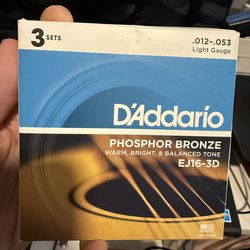 3 SETS
.012-.053
Light Gauge
D'Addario
PHOSPHOR BRONZE
WARM, BRIGHT, & BALANCED TONE
EJ16-3D